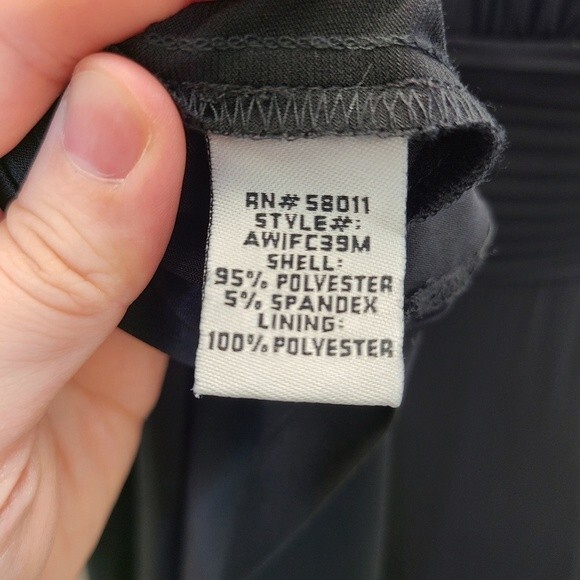 RN# 58011
STYLE#:
AWIFC39M
SHELL:
95% POLYESTER
5% SPANDEX
LINING:
100% POLYESTER